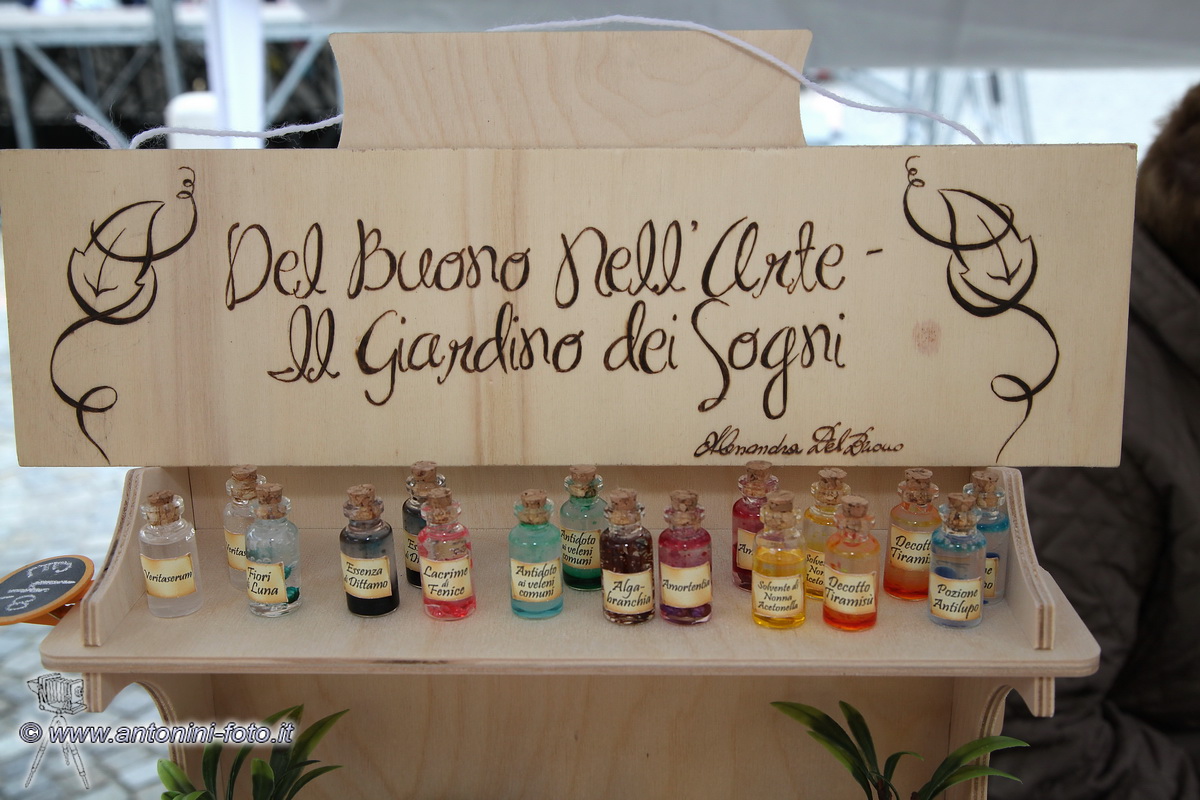 Del Buono Nell'Arte -
Il Giardino dei Sogni
Alessandra Del Buono
Veritaserum
Fiori
Luna
Essenza
di Dittamo
Lacrime
di
Fenice
Antidoto
ai veleni
comuni
Antidoto
ai veleni
comuni
Alga-
branchia
Amortentia
Solvente di
Nonna
Acetonella
Decotto
Tiramisù
Decotto
Pozione
Antilupo
© www.antonini-foto.it